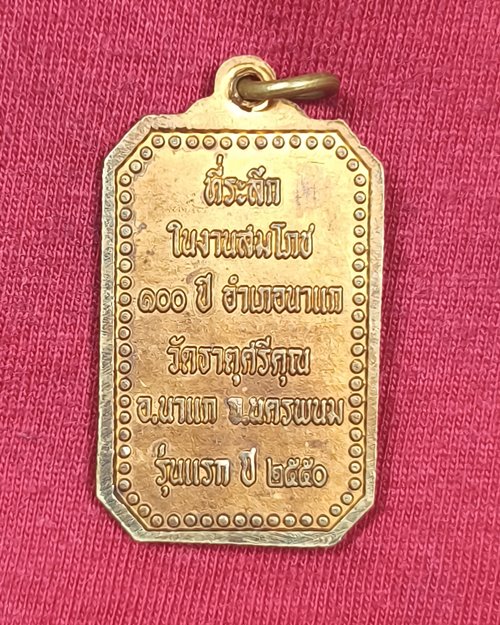 ที่ระลึก
ในงานสมโภช
๑๐๐ ปี อำเภอนาแก
วัดธาตุศรีคุณ
อ.นาแก จ.นครพนม
รุ่นแรก ปี ๒๕๕๐